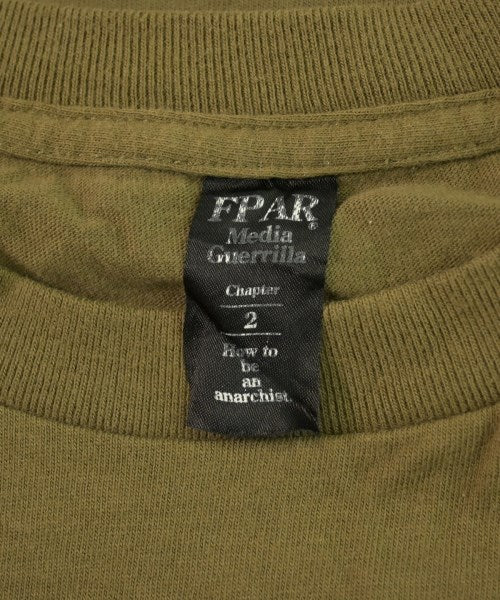 FPAR®
Media
Guerrilla
Chapter
2
How to
be
an
anarchist.